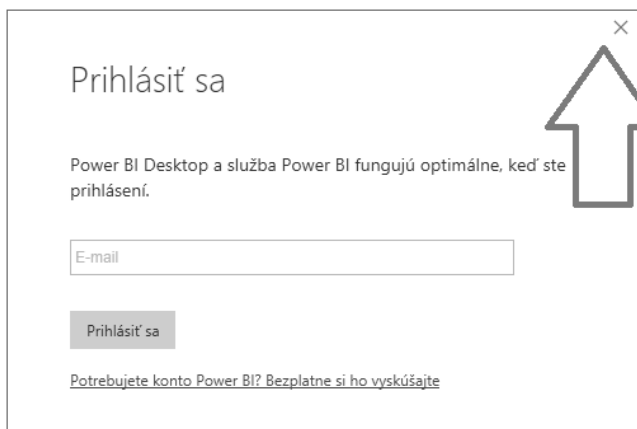 Prihlásiť sa
Power BI Desktop a služba Power BI fungujú optimálne, keď ste
prihlásení.
E-mail
Prihlásiť sa
Potrebujete konto Power BI? Bezplatne si ho vyskúšajte